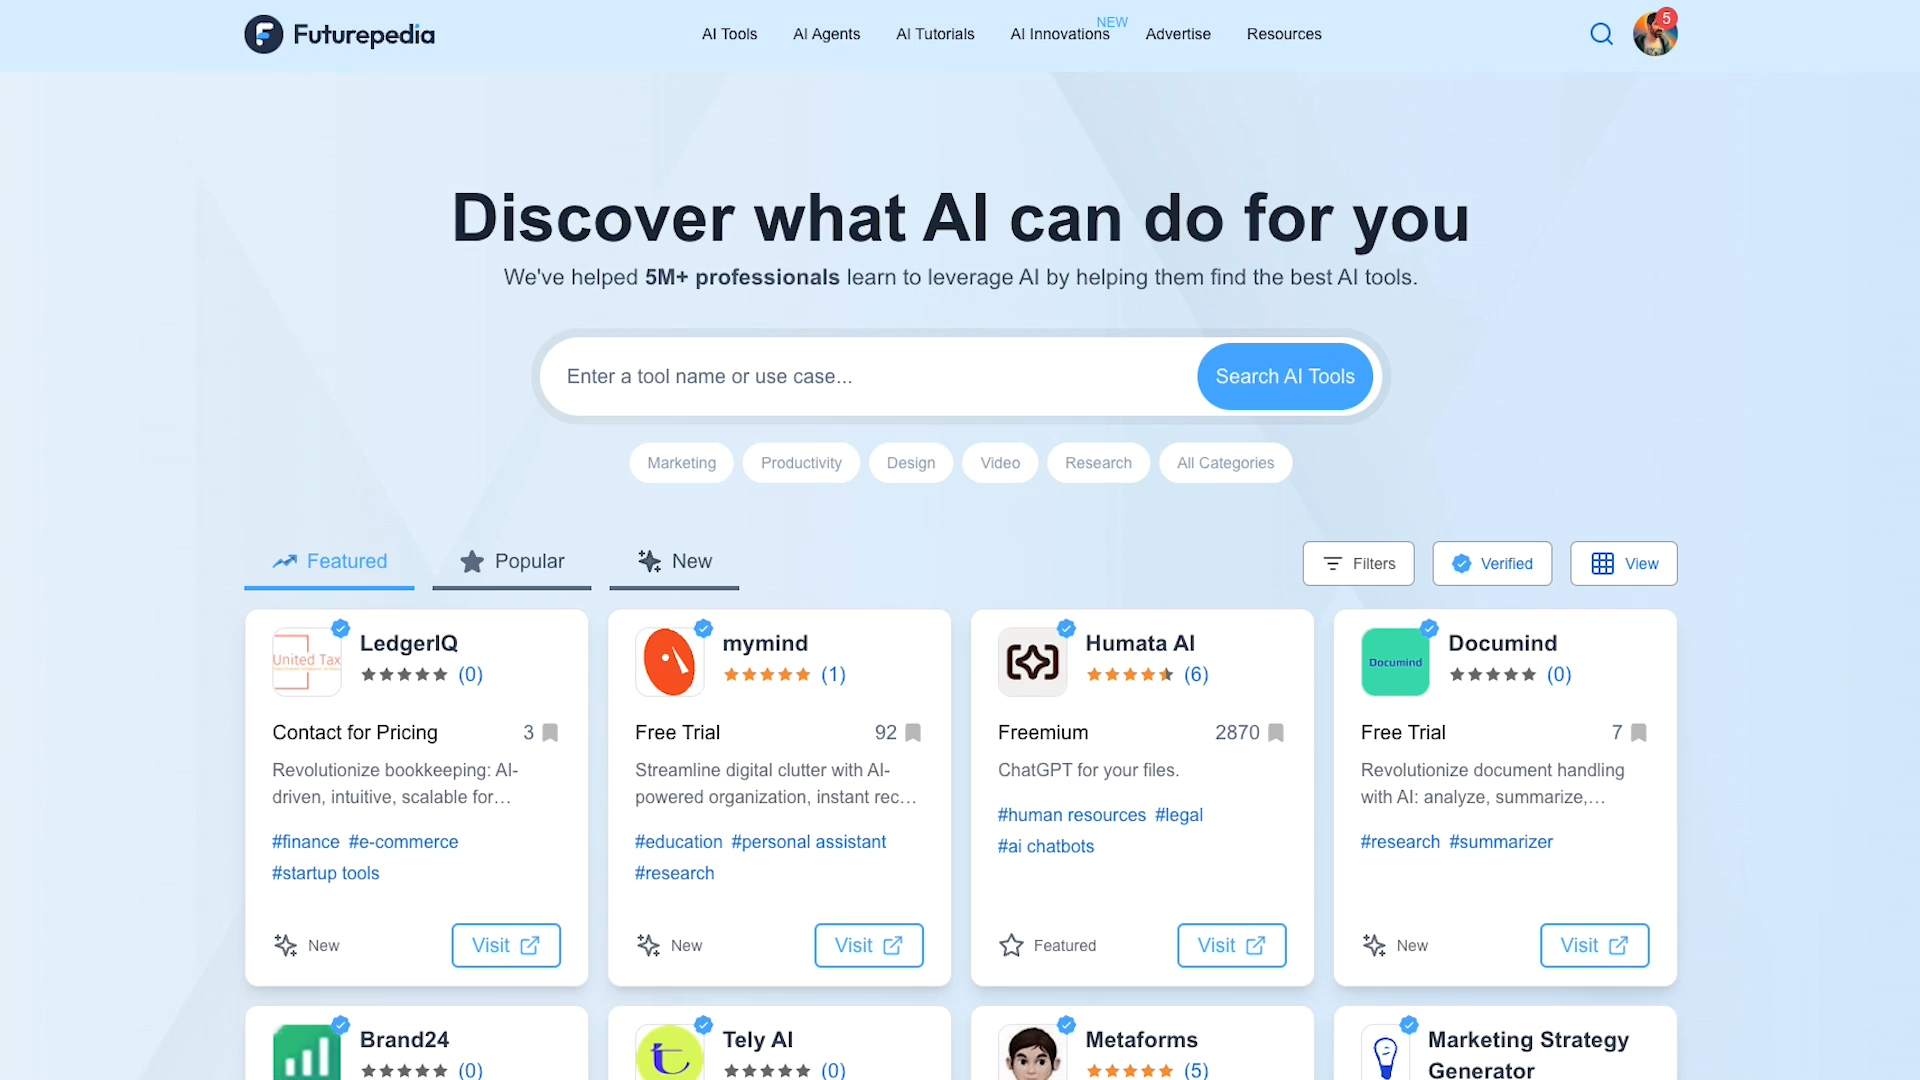 Futurepedia
AI Tools
AI Agents
AI Tutorials
AI Innovations
NEW
Advertise
Resources
5
Discover what AI can do for you
We've helped 5M+ professionals learn to leverage AI by helping them find the best AI tools.
Enter a tool name or use case...
Search AI Tools
Marketing
Productivity
Design
Video
Research
All Categories
Featured
Popular
New
Filters
Verified
View
United Tax
LedgerIQ
(0)
Contact for Pricing
3
Revolutionize bookkeeping: AI-
driven, intuitive, scalable for…
#finance #e-commerce
#startup tools
New
Visit
mymind
(1)
Free Trial
92
Streamline digital clutter with AI-
powered organization, instant rec…
#education #personal assistant
#research
New
Visit
Humata AI
(6)
Freemium
2870
ChatGPT for your files.
#human resources #legal
#ai chatbots
Featured
Visit
Documind
Documind
(0)
Free Trial
7
Revolutionize document handling
with AI: analyze, summarize,…
#research #summarizer
New
Visit
Brand24
(0)
Tely AI
(0)
Metaforms
(5)
Marketing Strategy
Generator